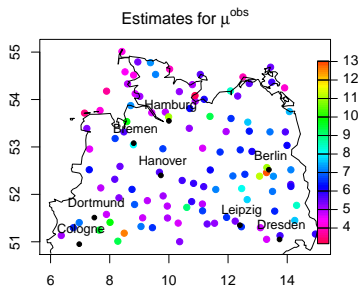 Estimates for μ^obs
55
54
53
52
51
6 8 10 12 14
Hamburg
Bremen
Hanover
Berlin
Dortmund
Leipzig
Cologne
Dresden
13
12
11
10
9
8
7
6
5
4